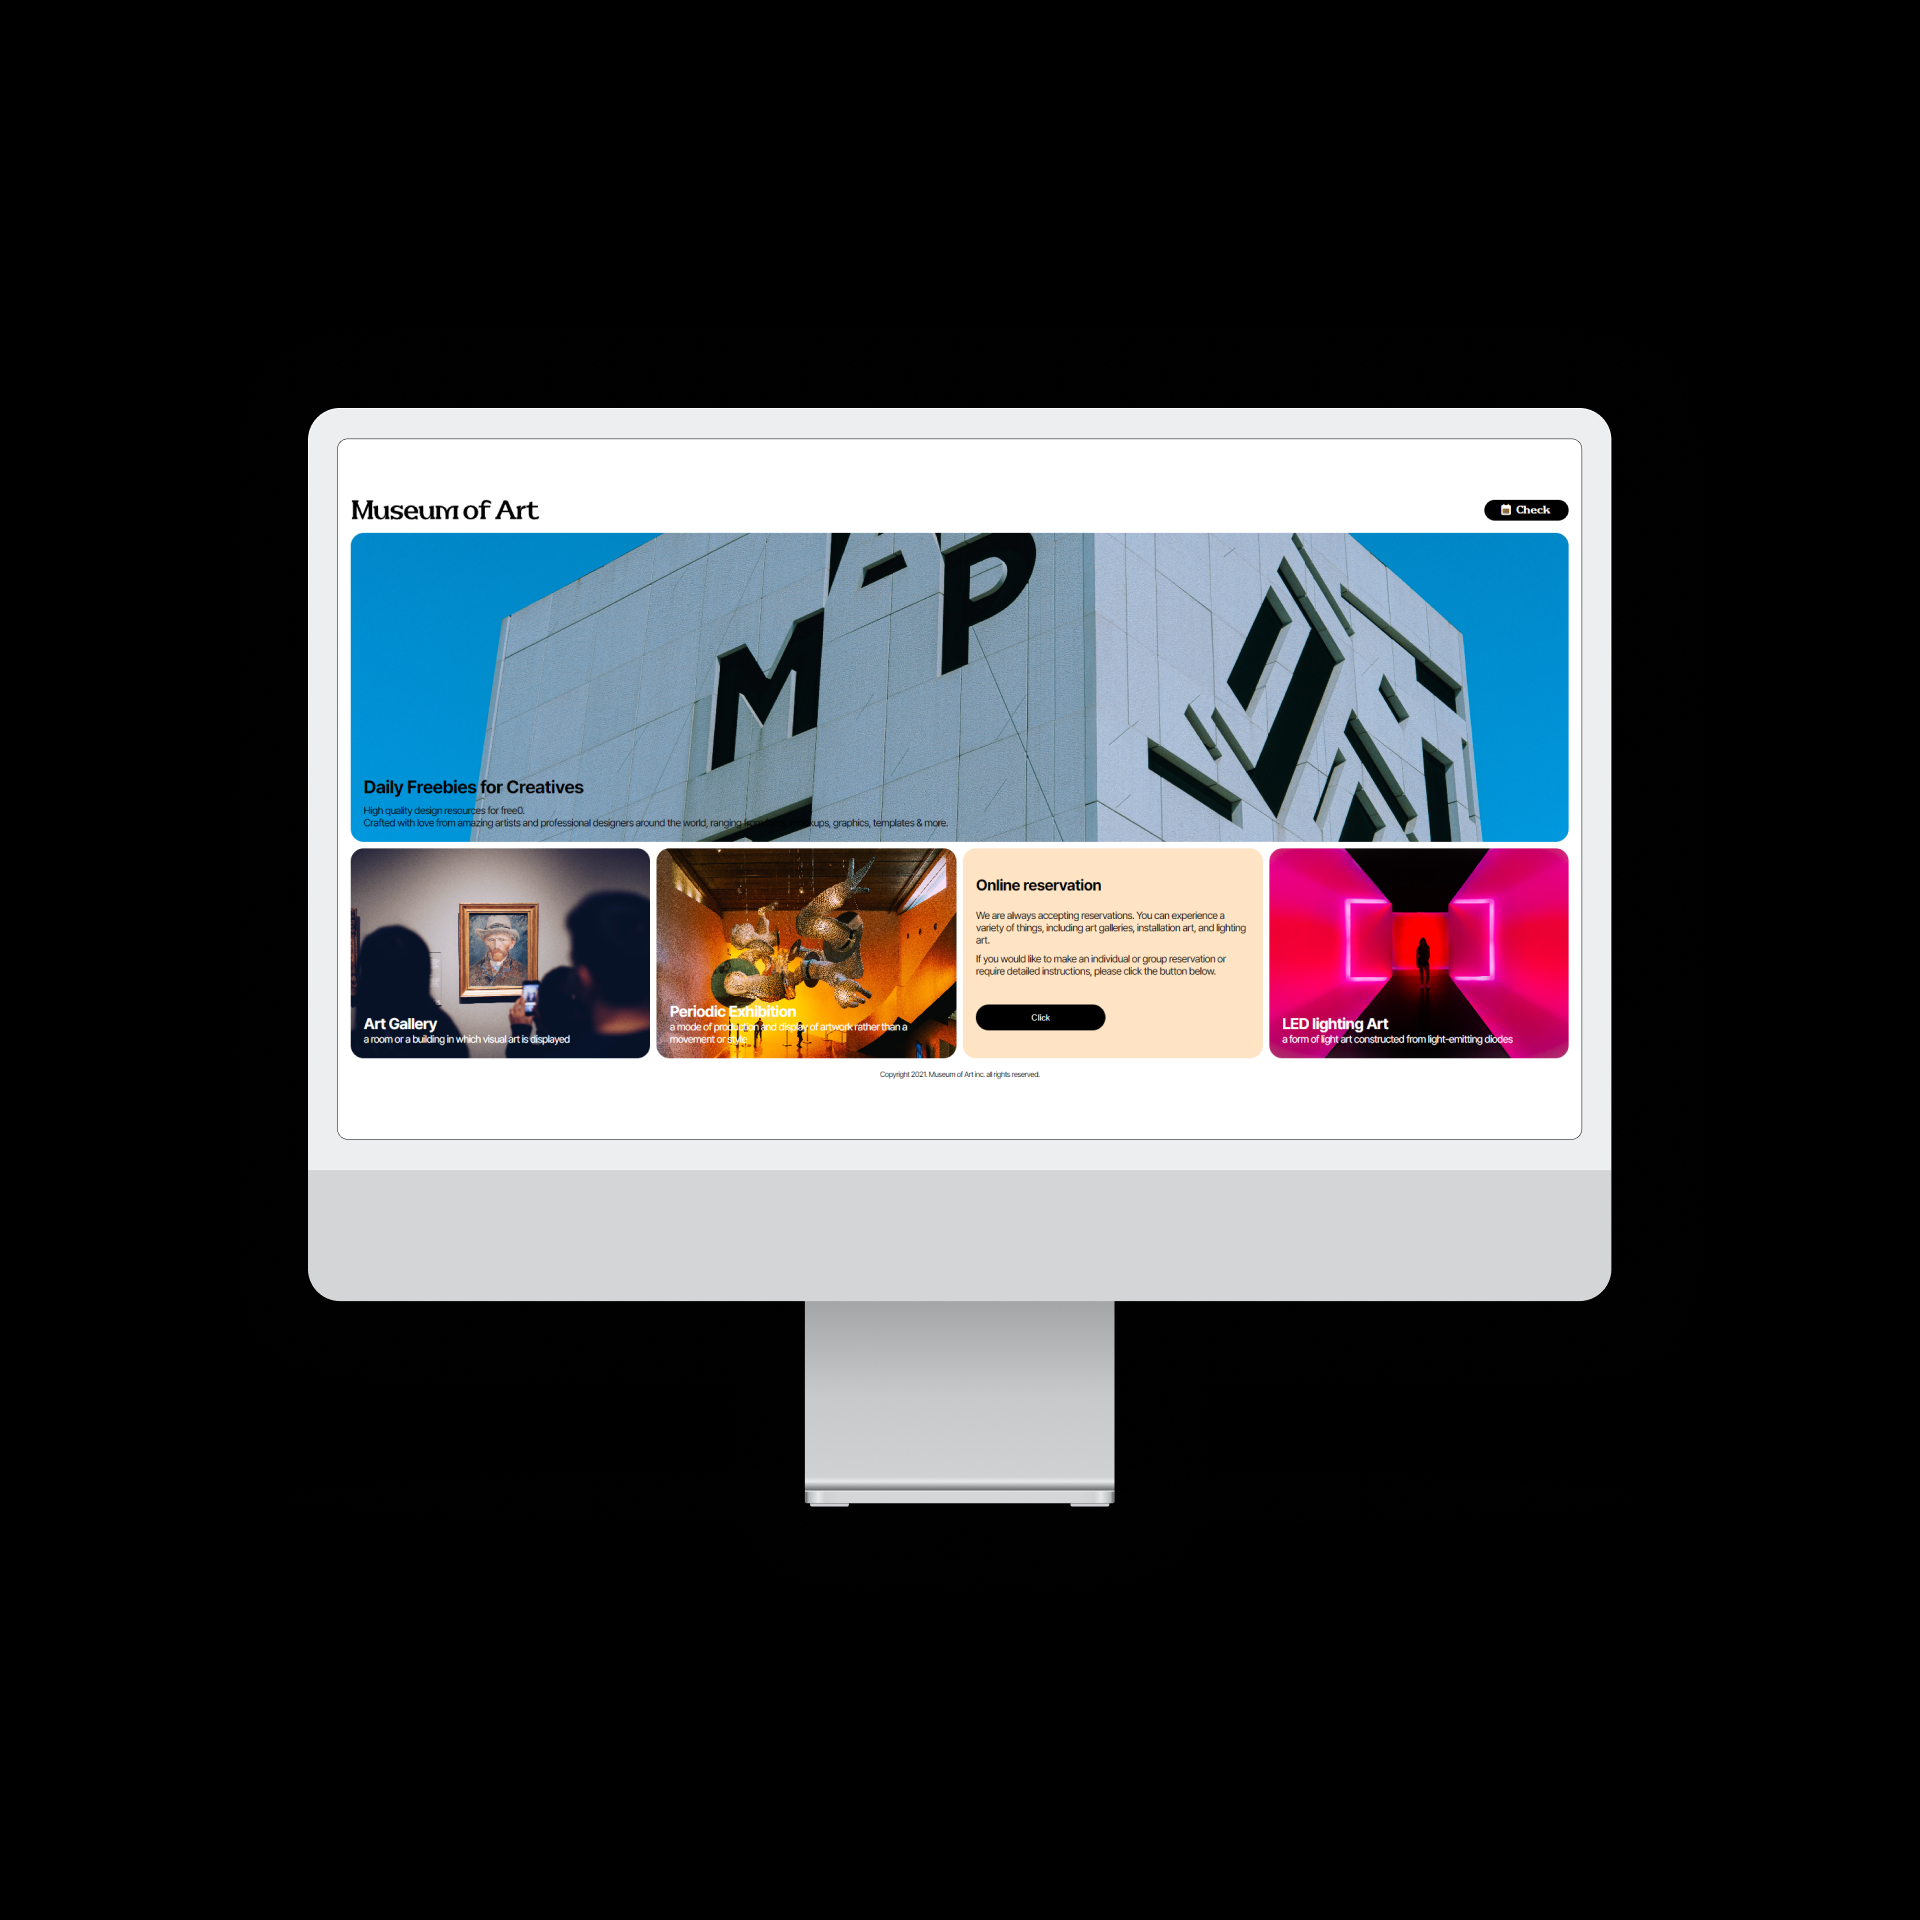 Museum of Art
Check
MAP
Daily Freebies for Creatives
High quality design resources for free0.
Crafted with love from amazing artists and professional designers around the world, ranging graphics, templates & more.
Art Gallery
a room or a building in which visual art is displayed
Periodic Exhibition
a mode of production and display of artwork rather than a
movement or style
Online reservation
We are always accepting reservations. You can experience a
variety of things, including art galleries, installation art, and lighting
art.
If you would like to make an individual or group reservation or
require detailed instructions, please click the button below.
Click
LED lighting Art
a form of light art constructed from light-emitting diodes
Copyright 2021. Museum of Art inc. all rights reserved.